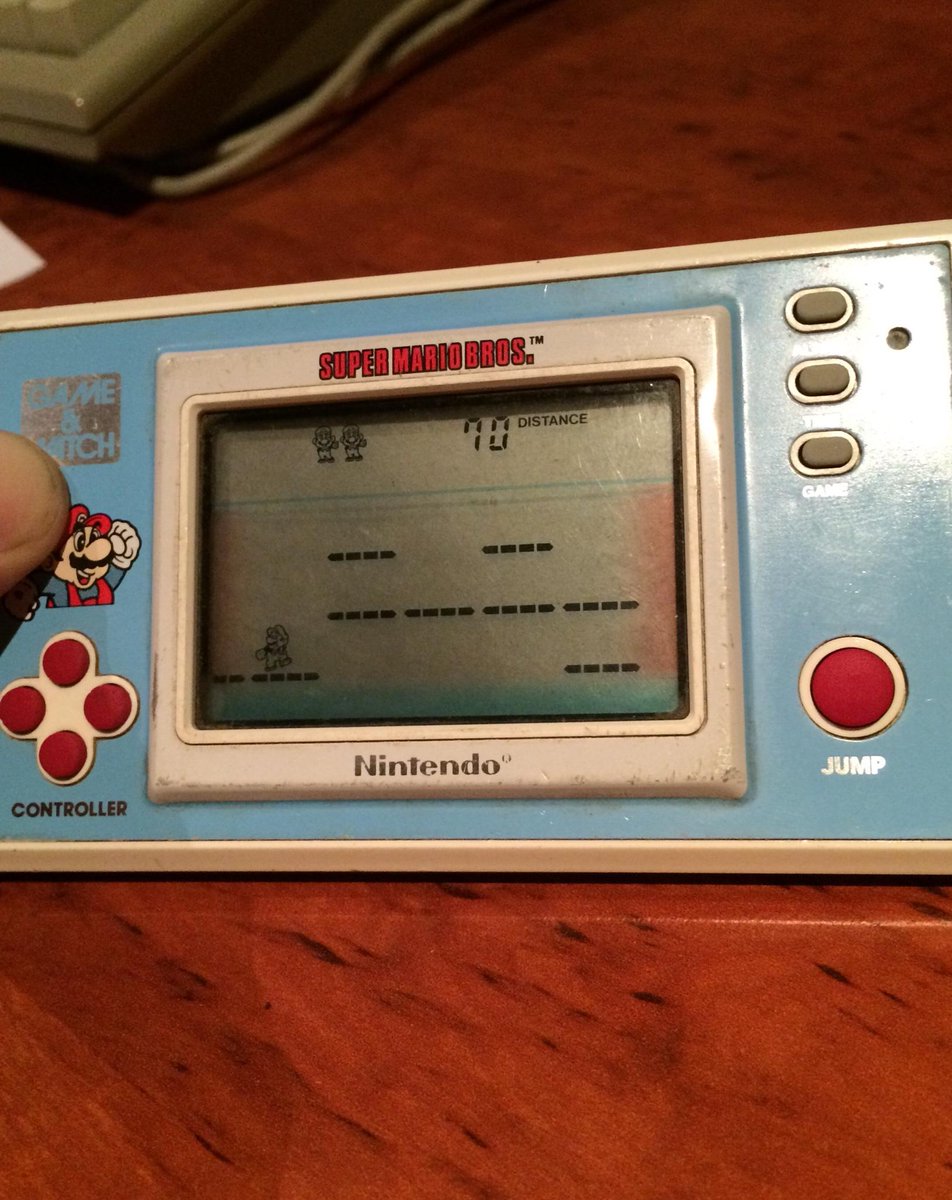 SUPER MARIO BROS.™
GAME
&
WATCH
70 DISTANCE
GAME
Nintendo®
JUMP
CONTROLLER